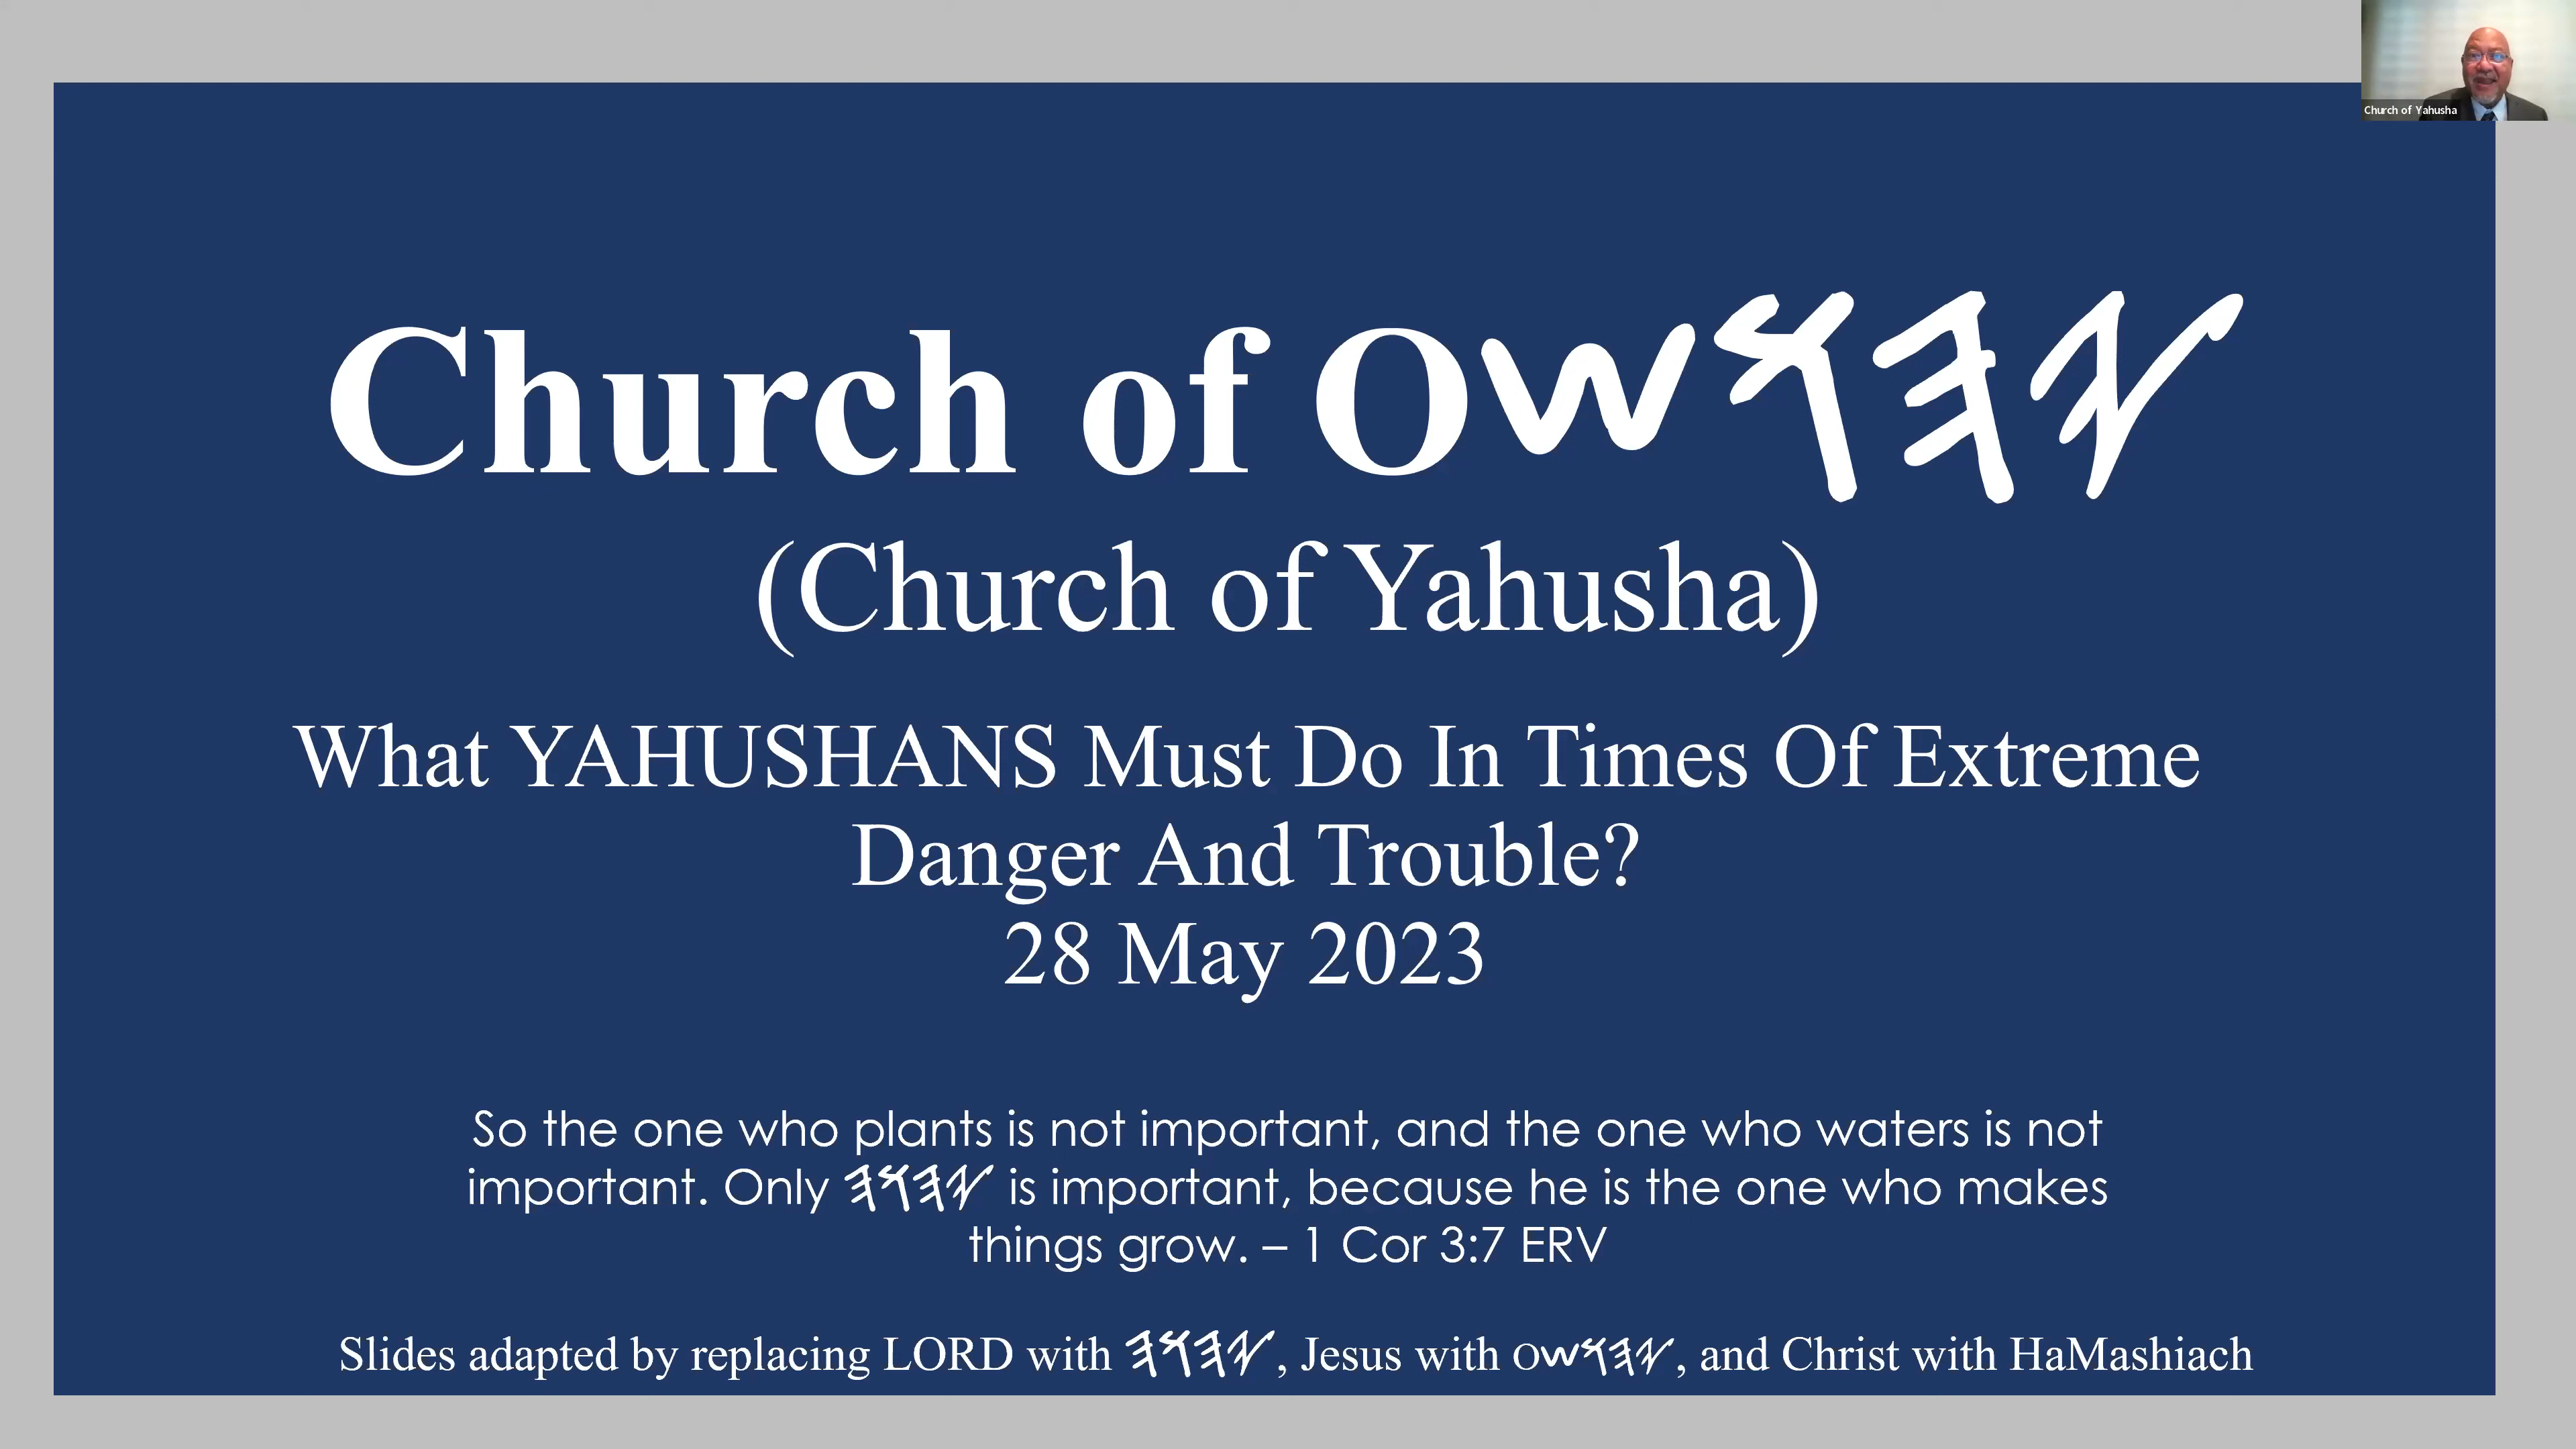 Church of Yahusha
Church of 𐤉𐤄𐤅𐤔𐤏
(Church of Yahusha)
What YAHUSHANS Must Do In Times Of Extreme
Danger And Trouble?
28 May 2023
So the one who plants is not important, and the one who waters is not
important. Only 𐤉𐤄𐤅𐤄 is important, because he is the one who makes
things grow. – 1 Cor 3:7 ERV
Slides adapted by replacing LORD with 𐤉𐤄𐤅𐤄, Jesus with 𐤉𐤄𐤅𐤔𐤏, and Christ with HaMashiach